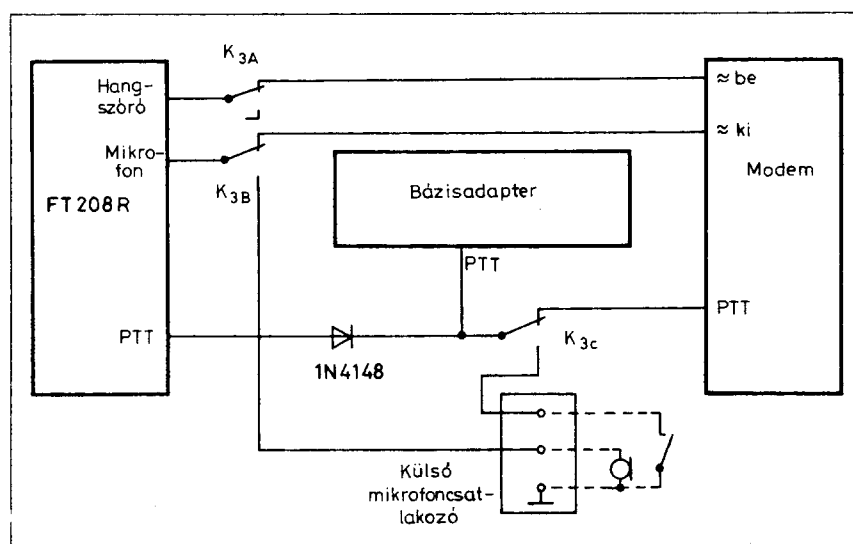 K3A
Hang-
szóró
≈ be
Mikro-
fon
≈ ki
FT 208R
K3B
Bázisadapter
Modem
PTT
PTT
PTT
K3c
1N4148
Külső
mikrofoncsat-
lakozó